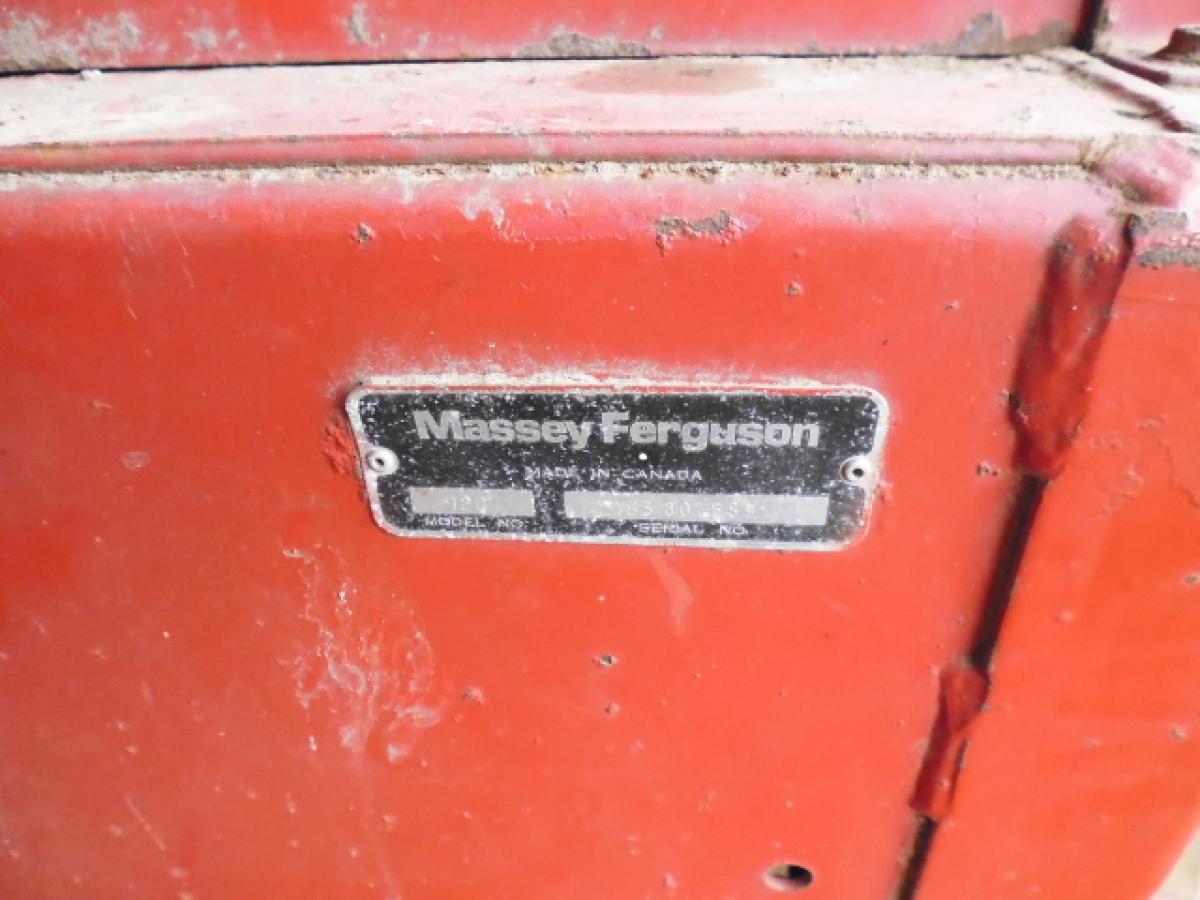 Massey Ferguson
MADE IN CANADA
MODEL NO. SERIAL NO.